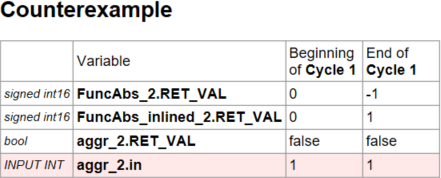 Counterexample
Variable Beginning of Cycle 1 End of Cycle 1
signed int16 FuncAbs_2.RET_VAL 0 -1
signed int16 FuncAbs_inlined_2.RET_VAL 0 1
bool aggr_2.RET_VAL false false
INPUT INT aggr_2.in 1 1